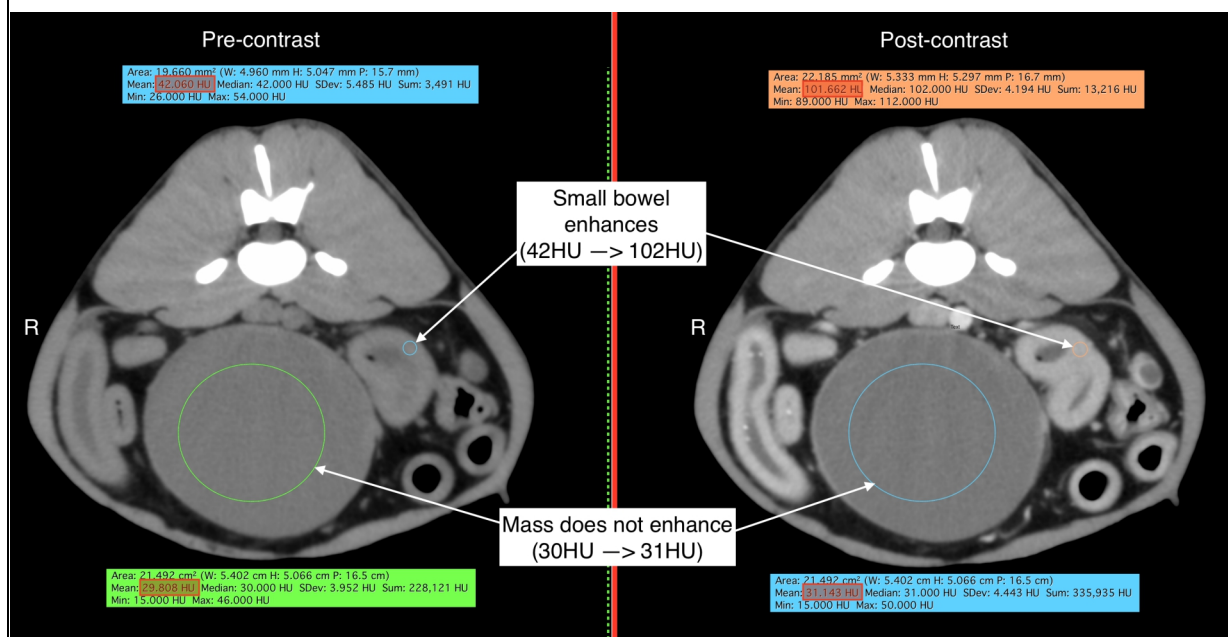 Pre-contrast
Post-contrast
Area: 19.660 mm² (W: 4.960 mm H: 5.047 mm P: 15.7 mm)
Mean: 42.060 HU Median: 42.000 HU SDev: 5.485 HU Sum: 3,491 HU
Min: 26.000 HU Max: 54.000 HU
Area: 22.185 mm² (W: 5.333 mm H: 5.297 mm P: 16.7 mm)
Mean: 101.662 HU Median: 102.000 HU SDev: 4.194 HU Sum: 13,216 HU
Min: 89.000 HU Max: 112.000 HU
Small bowel
enhances
(42HU —> 102HU)
R
R
Mass does not enhance
(30HU —> 31HU)
Area: 21.492 cm² (W: 5.402 cm H: 5.066 cm P: 16.5 cm)
Mean: 29.808 HU Median: 30.000 HU SDev: 3.952 HU Sum: 228,121 HU
Min: 15.000 HU Max: 46.000 HU
Area: 21.492 cm² (W: 5.402 cm H: 5.066 cm P: 16.5 cm)
Mean: 31.143 HU Median: 31.000 HU SDev: 4.443 HU Sum: 335,935 HU
Min: 15.000 HU Max: 50.000 HU